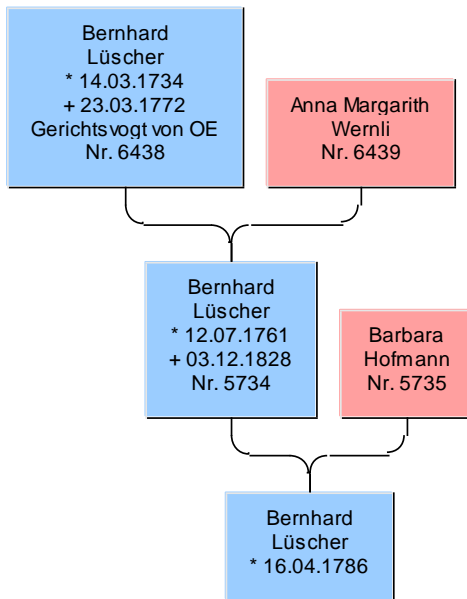 Bernhard
Lüscher
* 14.03.1734
+ 23.03.1772
Gerichtsvogt von OE
Nr. 6438
Anna Margarith
Wernli
Nr. 6439
Bernhard
Lüscher
* 12.07.1761
+ 03.12.1828
Nr. 5734
Barbara
Hofmann
Nr. 5735
Bernhard
Lüscher
* 16.04.1786